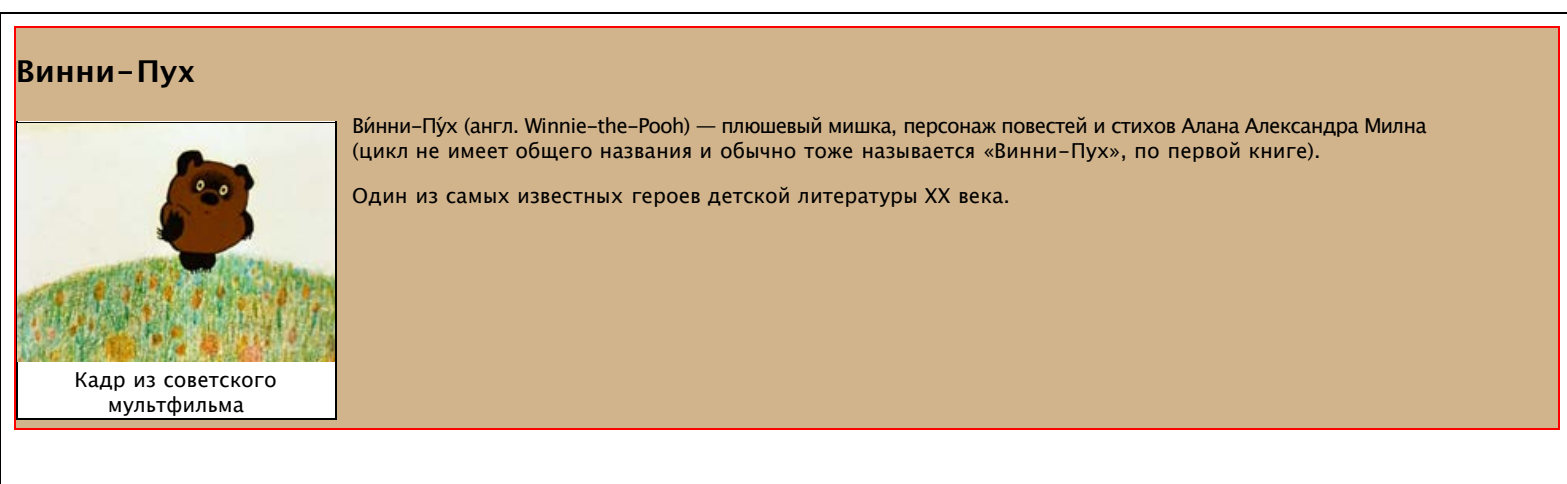 Винни-Пух
Ви́нни-Пу́х (англ. Winnie-the-Pooh) — плюшевый мишка, персонаж повестей и стихов Алана Александра Милна
(цикл не имеет общего названия и обычно тоже называется «Винни-Пух», по первой книге).
Один из самых известных героев детской литературы XX века.
Кадр из советского
мультфильма